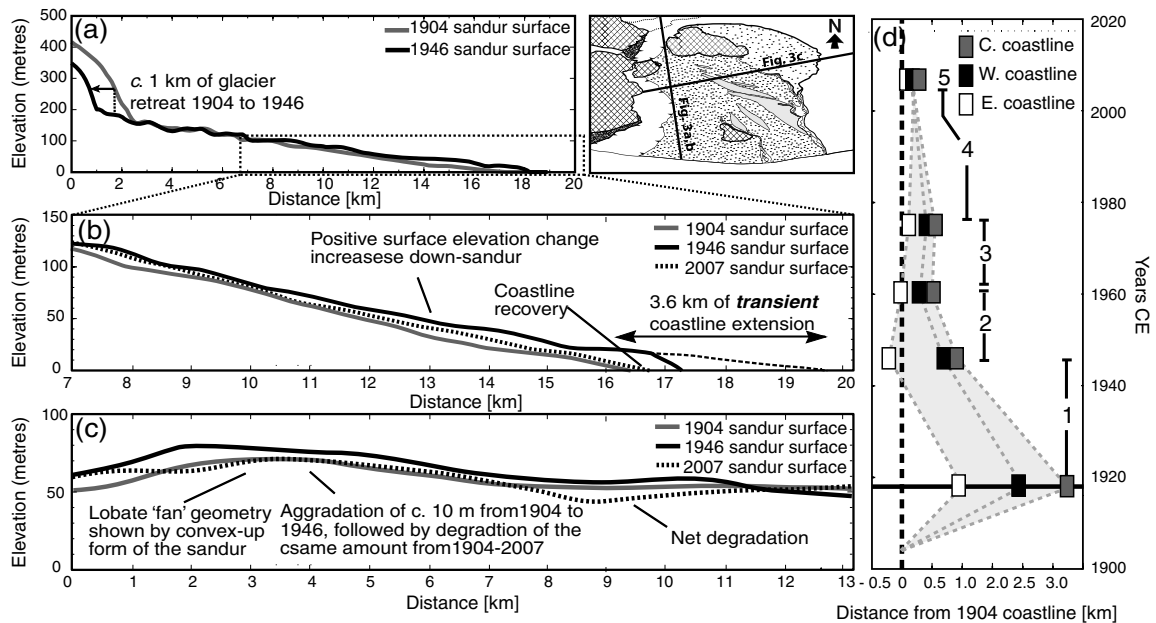 (a)
1904 sandur surface
1946 sandur surface
c. 1 km of glacier
retreat 1904 to 1946
Elevation (metres)
500
400
300
200
100
0
0 2 4 6 8 10 12 14 16 18 20
Distance [km]
N
Fig. 3c.
Fig. 3a,b
(b)
Positive surface elevation change
increasese down-sandur
1904 sandur surface
1946 sandur surface
2007 sandur surface
Coastline
recovery
3.6 km of transient
coastline extension
Elevation (metres)
150
100
50
0
7 8 9 10 11 12 13 14 15 16 17 18 19 20
Distance [km]
(c)
1904 sandur surface
1946 sandur surface
2007 sandur surface
Lobate ‘fan’ geometry
shown by convex-up
form of the sandur
Aggradation of c. 10 m from1904 to
1946, followed by degradtion of the
csame amount from1904-2007
Net degradation
Elevation (metres)
100
50
0
0 1 2 3 4 5 6 7 8 9 10 11 12 13
Distance [km]
(d)
C. coastline
W. coastline
E. coastline
5
4
3
2
1
2020
2000
1980
1960
1940
1920
1900
Years CE
- 0.5 0 0.5 1.0 2.0 2.5 3.0
Distance from 1904 coastline [km]